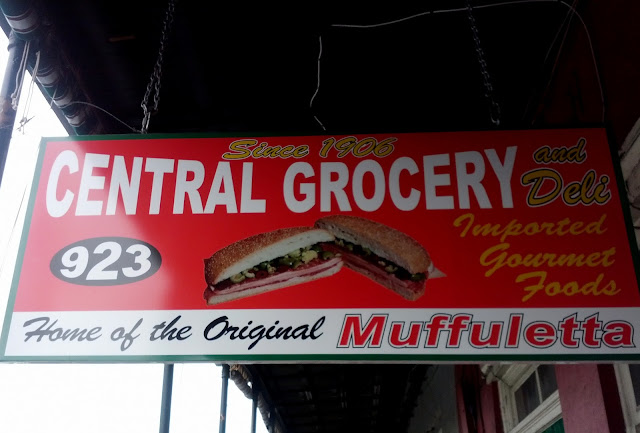 Since 1906
CENTRAL GROCERY and Deli
Imported
Gourmet
Foods
923
Home of the Original Muffuletta